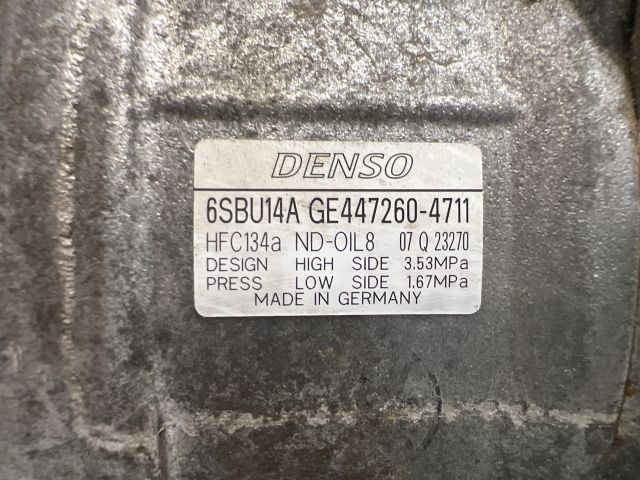 DENSO
6SBU14A GE447260-4711
HFC134a ND-OIL8 07 Q 23270
DESIGN HIGH SIDE 3.53MPa
PRESS LOW SIDE 1.67MPa
MADE IN GERMANY